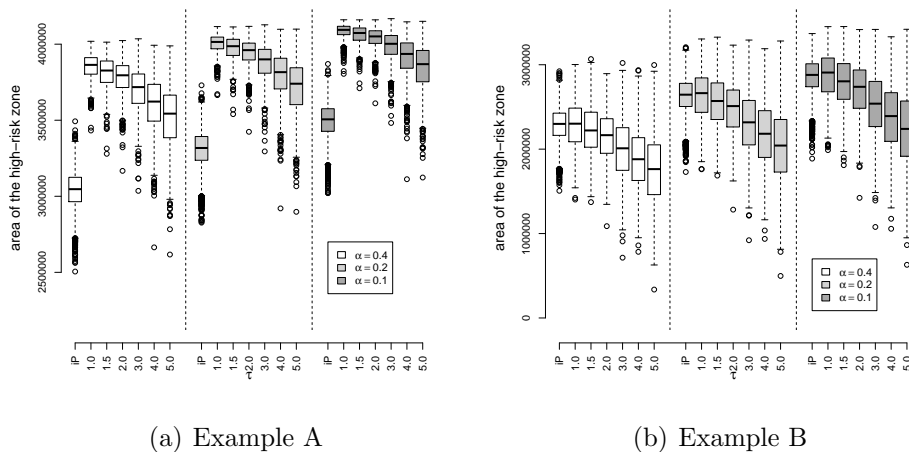 area of the high−risk zone
2500000 3000000 3500000 4000000
α = 0.4
α = 0.2
α = 0.1
iP 1.0 1.5 2.0 3.0 4.0 5.0 iP 1.0 1.5 2.0 3.0 4.0 5.0 iP 1.0 1.5 2.0 3.0 4.0 5.0
τ
(a) Example A
area of the high−risk zone
0 1000000 2000000 3000000
α = 0.4
α = 0.2
α = 0.1
iP 1.0 1.5 2.0 3.0 4.0 5.0 iP 1.0 1.5 2.0 3.0 4.0 5.0 iP 1.0 1.5 2.0 3.0 4.0 5.0
τ
(b) Example B